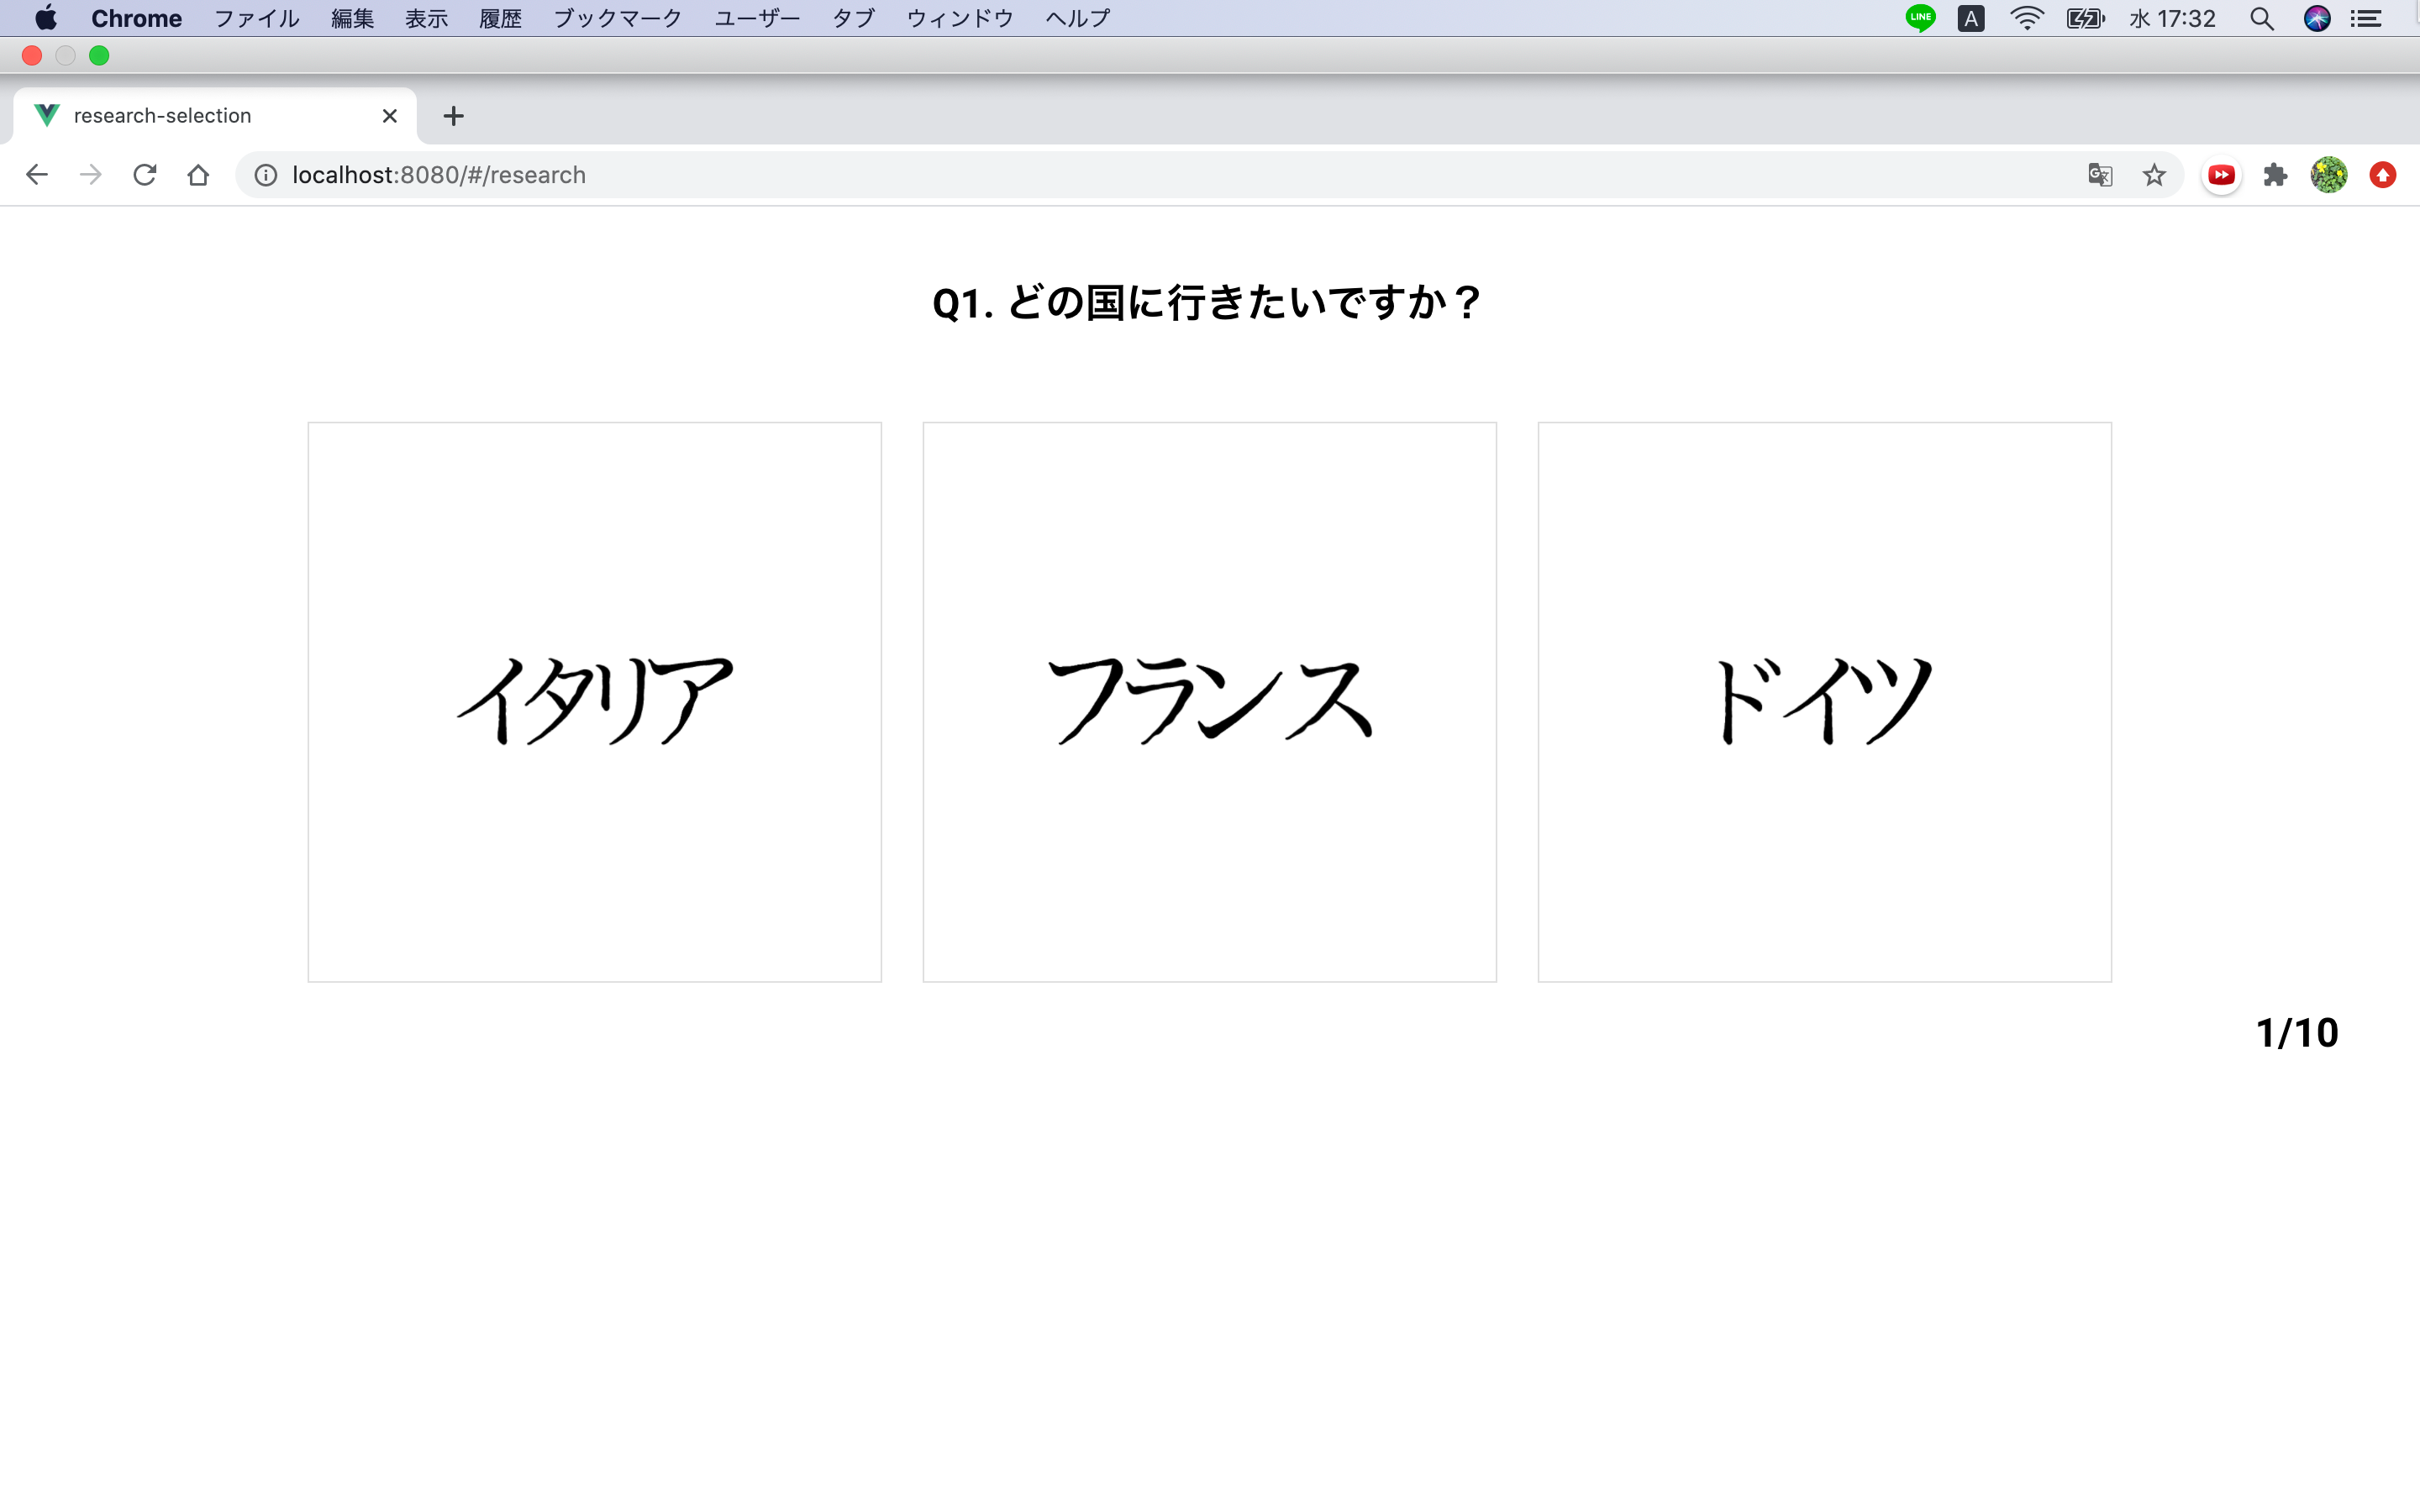 Chrome ファイル 編集 表示 履歴 ブックマーク ユーザー タブ ウィンドウ ヘルプ LINE A 水 17:32
research-selection
localhost:8080/#/research
Q1. どの国に行きたいですか？
イタリア フランス ドイツ
1/10